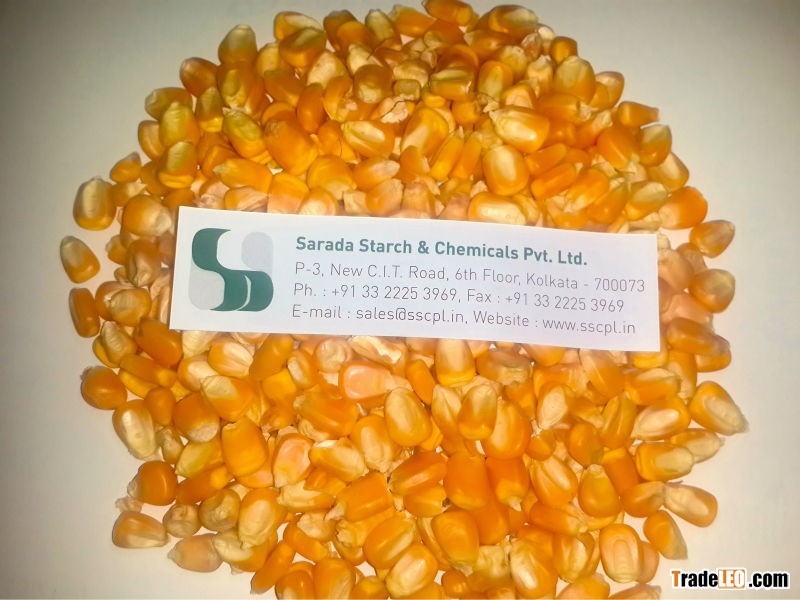 Sarada Starch & Chemicals Pvt. Ltd.
P-3, New C.I.T. Road, 6th Floor, Kolkata - 700073
Ph. : +91 33 2225 3969, Fax : +91 33 2225 3969
E-mail : sales@sscpl.in, Website : www.sscpl.in
TradeLEO.com